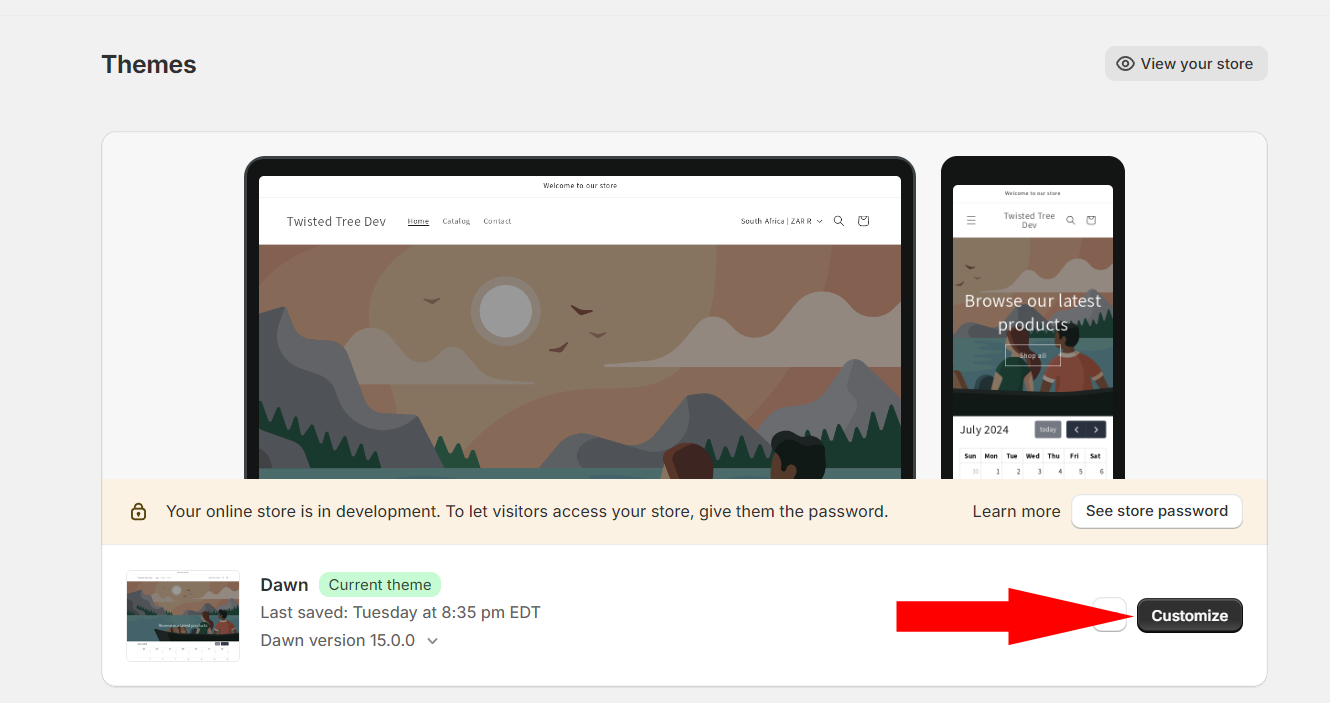 Themes
View your store
Welcome to our store
Twisted Tree Dev
Home
Catalog
Contact
South Africa | ZAR R
Welcome to our store
Twisted Tree
Dev
Browse our latest
products
Shop all
July 2024
today
Sun Mon Tue Wed Thu Fri Sat
30 1 2 3 4 5 6
Your online store is in development. To let visitors access your store, give them the password.
Learn more
See store password
Browse our latest products
Dawn
Current theme
Last saved: Tuesday at 8:35 pm EDT
Dawn version 15.0.0
Customize